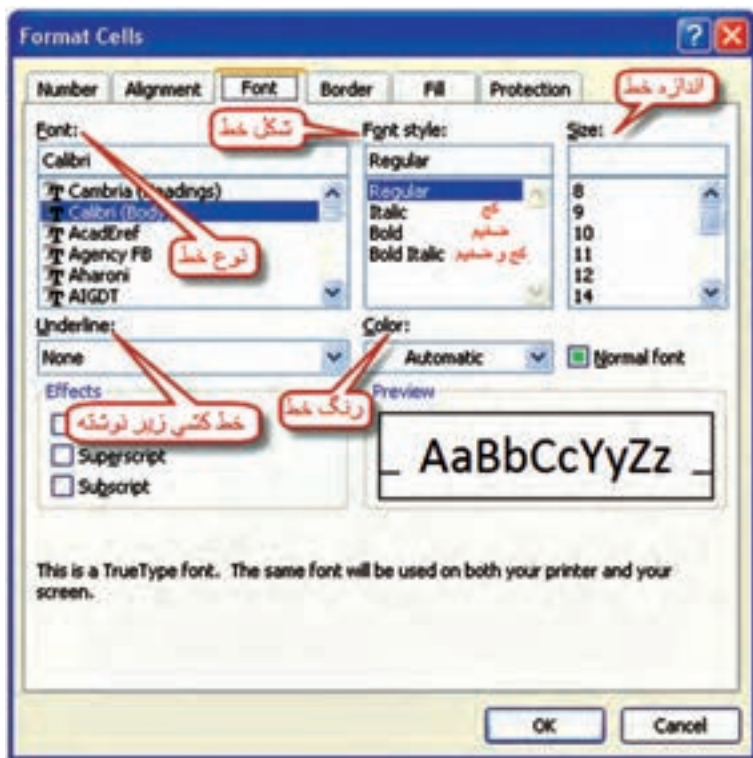 Format Cells
Number Alignment Font Border Fill Protection
اندازه خط
Font: Font style: Size:
شکل خط
Calibri Regular
Cambria (Headings) Regular 8
Calibri (Body Italic کج 9
AcadEref Bold ضخیم 10
Agency FB Bold Italic کج و ضخیم 11
نوع خط
Aharoni 12
AIGDT 14
Underline: Color:
None Automatic Normal font
Effects Preview
خط کشی زیر نوشته
رنگ خط
Superscript
Subscript
AaBbCcYyZz
This is a TrueType font. The same font will be used on both your printer and your
screen.
OK Cancel